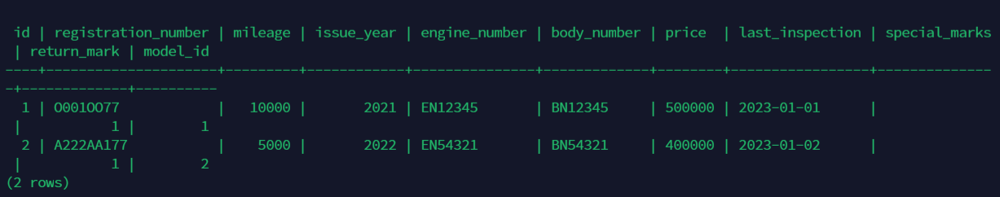 id | registration_number | mileage | issue_year | engine_number | body_number | price  | last_inspection | special_marks
 | return_mark | model_id
----+---------------------+---------+------------+---------------+-------------+--------+-----------------+--------------
-+-------------+----------
  1 | O001OO77            |   10000 |       2021 | EN12345       | BN12345     | 500000 | 2023-01-01      |
 |           1 |        1
  2 | A222AA177           |    5000 |       2022 | EN54321       | BN54321     | 400000 | 2023-01-02      |
 |           1 |        2
(2 rows)